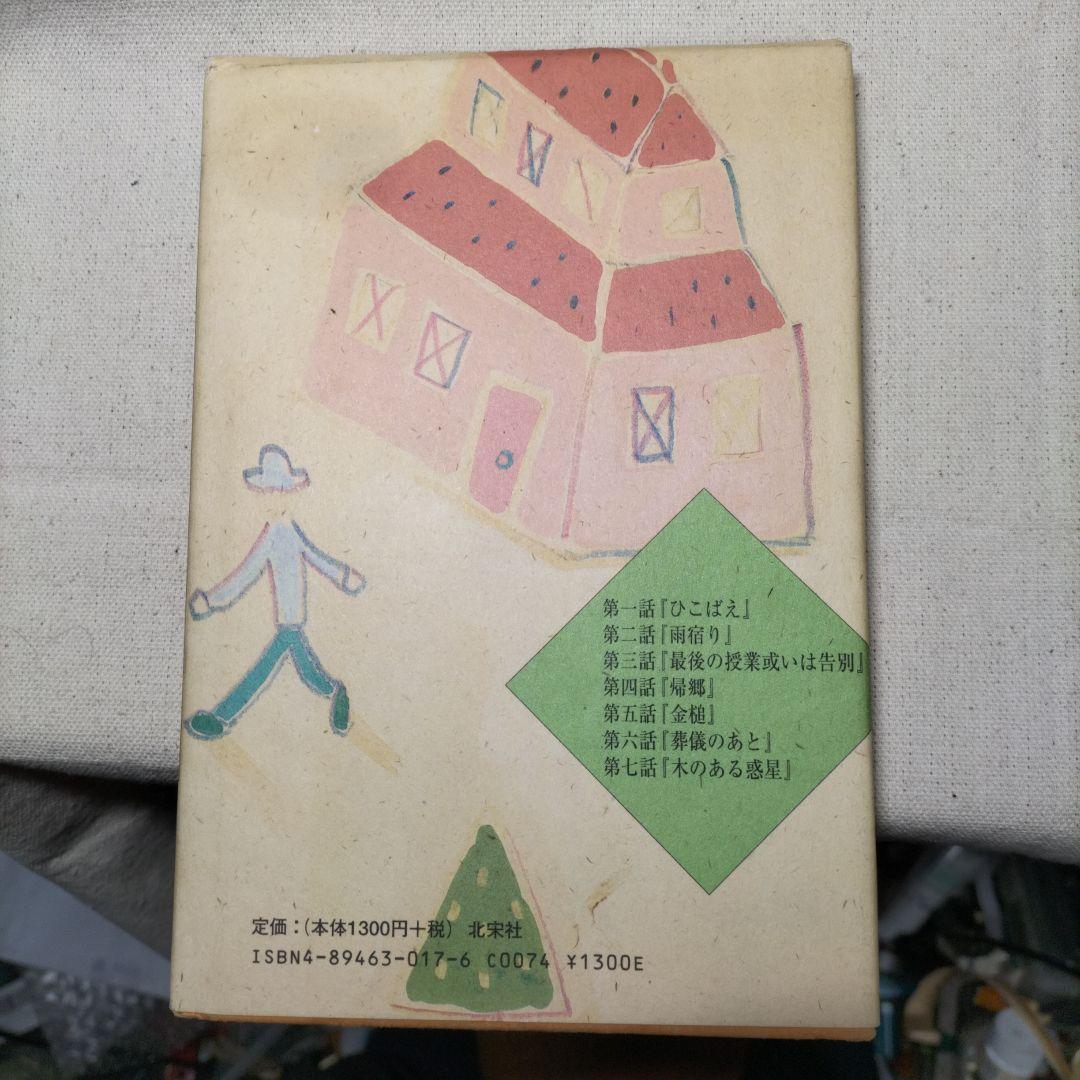 第一話『ひこばえ』
第二話『雨宿り』
第三話『最後の授業或いは告別』
第四話『帰郷』
第五話『金槌』
第六話『葬儀のあと』
第七話『木のある惑星』
定価：(本体1300円+税) 北宋社
ISBN4-89463-017-6 C0074 ¥1300E